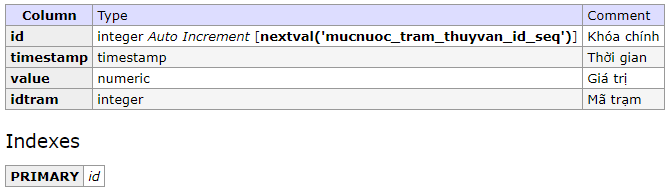 Column Type Comment
id integer Auto Increment [nextval('mucnuoc_tram_thuyvan_id_seq')] Khóa chính
timestamp timestamp Thời gian
value numeric Giá trị
idtram integer Mã trạm
Indexes
PRIMARY id